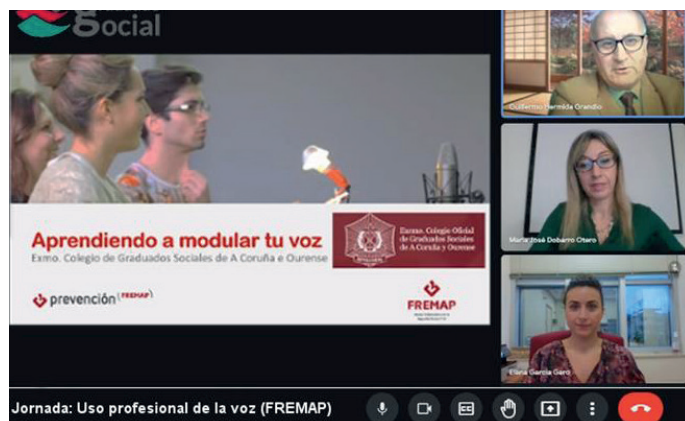 Social
Aprendiendo a modular tu voz
Exmo. Colegio de Graduados Sociales de A Coruña e Ourense
Excmo. Colegio Oficial
de Graduados Sociales
de A Coruña y Ourense
prevención (FREMAP)
FREMAP
Guillermo Hermida Grandio
María José Dobarro Otero
Elena García Garci
Jornada: Uso profesional de la voz (FREMAP)
CC